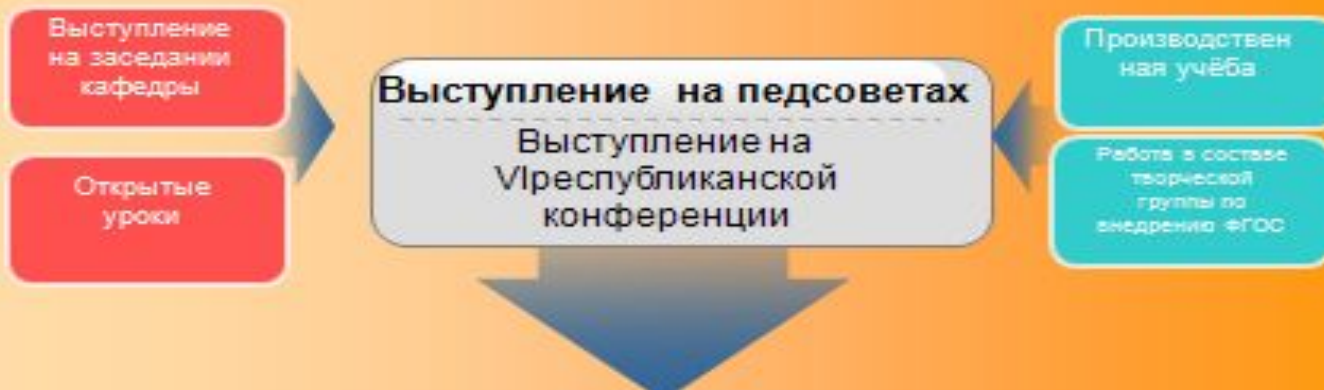 Выступление
на заседании
кафедры
Открытые
уроки
Выступление  на педсоветах
Выступление на
VIреспубликанской
конференции
Производствен
ная учёба
Работа в составе
творческой
группы по
внедрению ФГОС